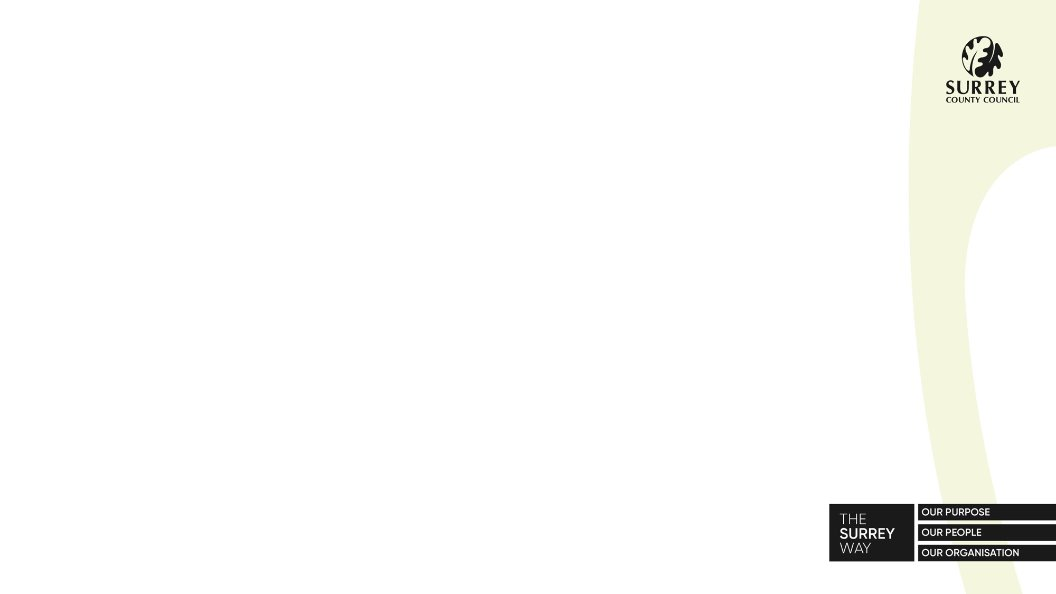 SURREY
COUNTY COUNCIL
THE
SURREY
WAY
OUR PURPOSE
OUR PEOPLE
OUR ORGANISATION